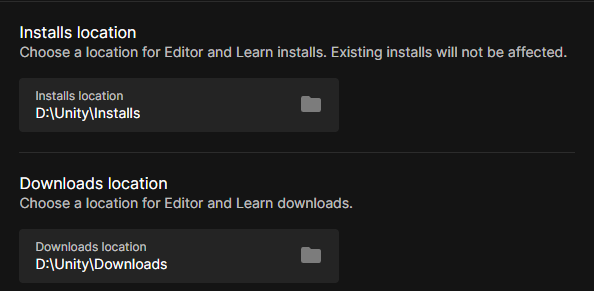 Installs location
Choose a location for Editor and Learn installs. Existing installs will not be affected.
Installs location
D:\Unity\Installs
Downloads location
Choose a location for Editor and Learn downloads.
Downloads location
D:\Unity\Downloads